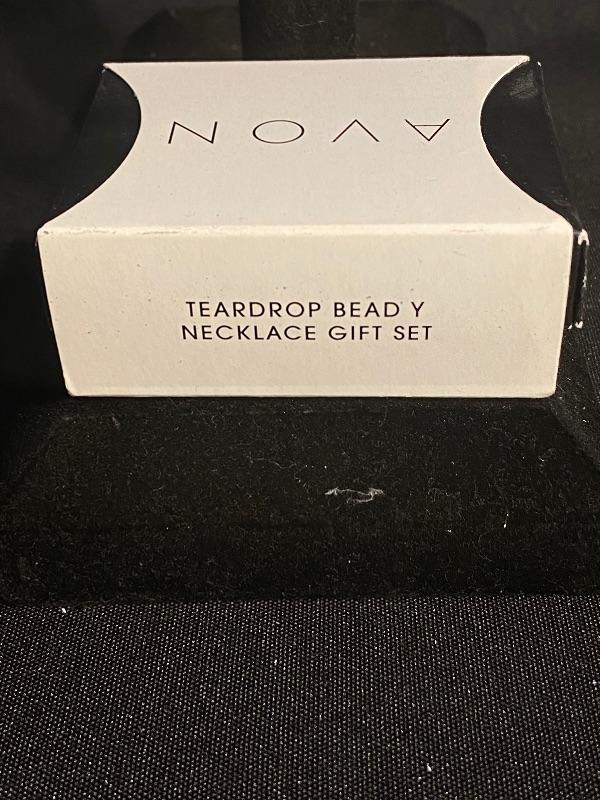 AVON
TEARDROP BEAD Y
NECKLACE GIFT SET